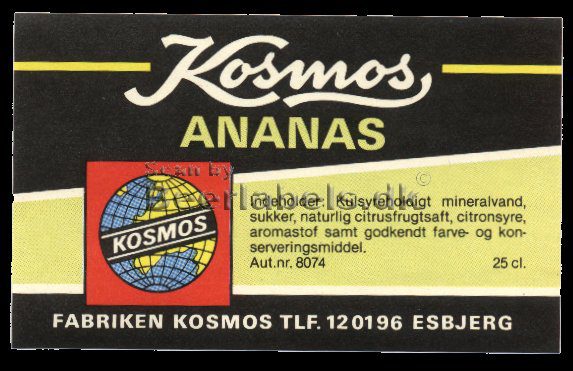 Kosmos
ANANAS
Scan by
Beerlabels.dk
©
KOSMOS
Indeholder: Kulsyreholdigt mineralvand,
sukker, naturlig citrusfrugtsaft, citronsyre,
aromastof samt godkendt farve- og kon-
serveringsmiddel.
Aut.nr. 8074 25 cl.
FABRIKEN KOSMOS TLF. 120196 ESBJERG